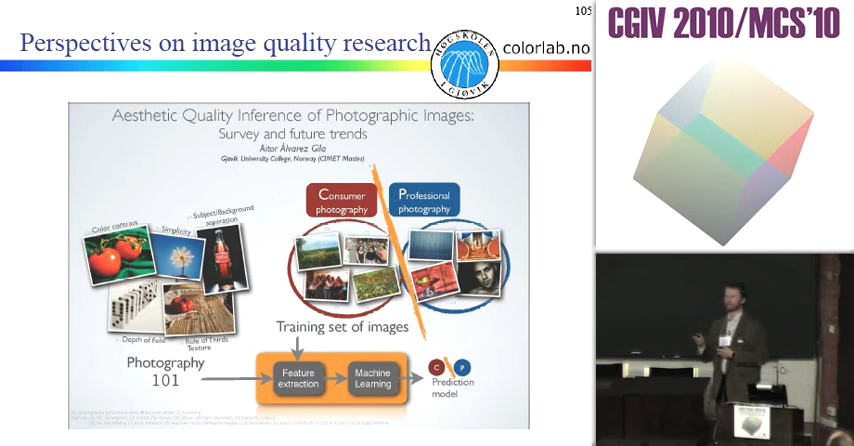 105
Perspectives on image quality research
HØGSKOLEN I GJØVIK
colorlab.no
CGIV 2010/MCS'10
Aesthetic Quality Inference of Photographic Images:
Survey and future trends
Aitor Álvarez Gila
Gjøvik University College, Norway (CIMET Master)
Consumer
photography
Professional
photography
Color contrast
Simplicity
Subject/Background
separation
Depth of field
Rule of Thirds
Texture
Training set of images
Photography
101
Feature
extraction
Machine
Learning
C
P
Prediction
model